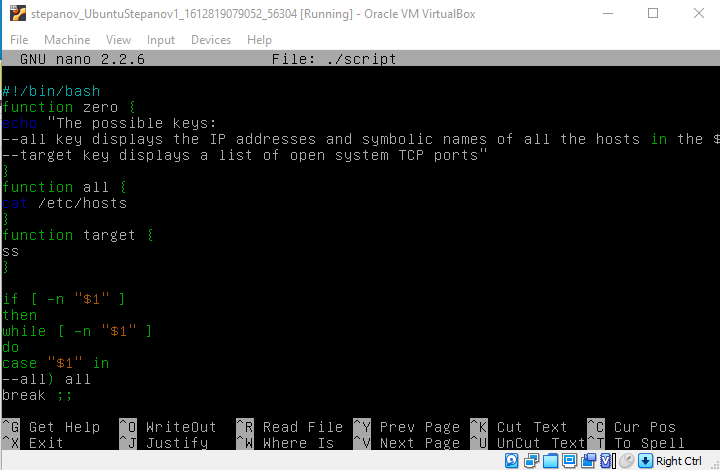 stepanov_UbuntuStepanov1_1612819079052_56304 [Running] - Oracle VM VirtualBox
File Machine View Input Devices Help
GNU nano 2.2.6 File: ./script
#!/bin/bash
function zero {
echo "The possible keys:
--all key displays the IP addresses and symbolic names of all the hosts in the $
--target key displays a list of open system TCP ports"
}
function all {
cat /etc/hosts
}
function target {
ss
}
if [ -n "$1" ]
then
while [ -n "$1" ]
do
case "$1" in
--all) all
break ;;
^G Get Help ^O WriteOut ^R Read File ^Y Prev Page ^K Cut Text ^C Cur Pos
^X Exit ^J Justify ^W Where Is ^V Next Page ^U UnCut Text ^T To Spell
Right Ctrl